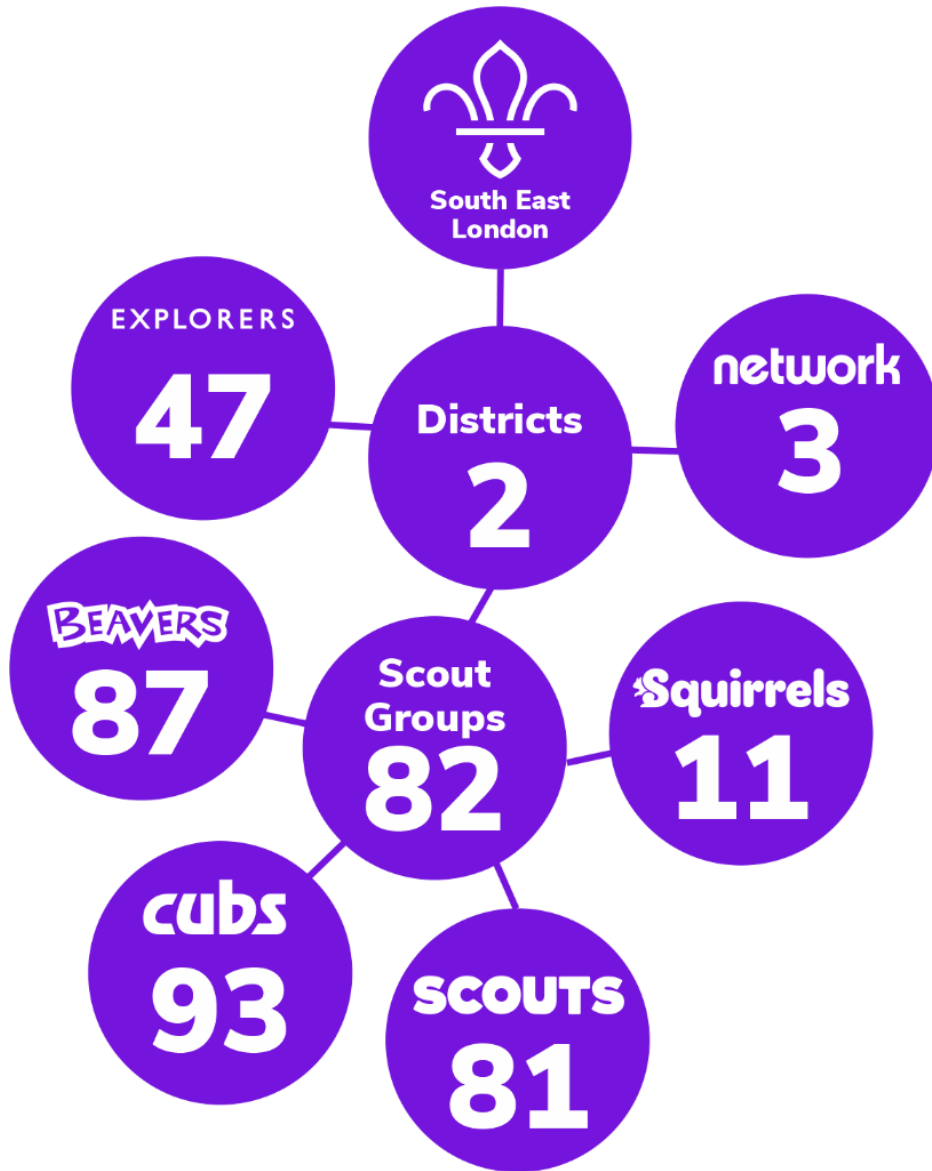 South East
London
EXPLORERS
47
Districts
2
network
3
BEAVERS
87
Scout
Groups
82
Squirrels
11
cubs
93
SCOUTS
81